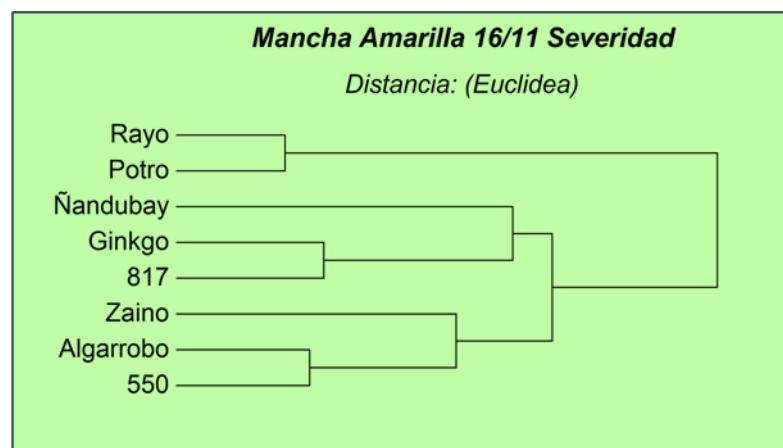 Mancha Amarilla 16/11 Severidad
Distancia: (Euclidea)
Rayo
Potro
Ñandubay
Ginkgo
817
Zaino
Algarrobo
550